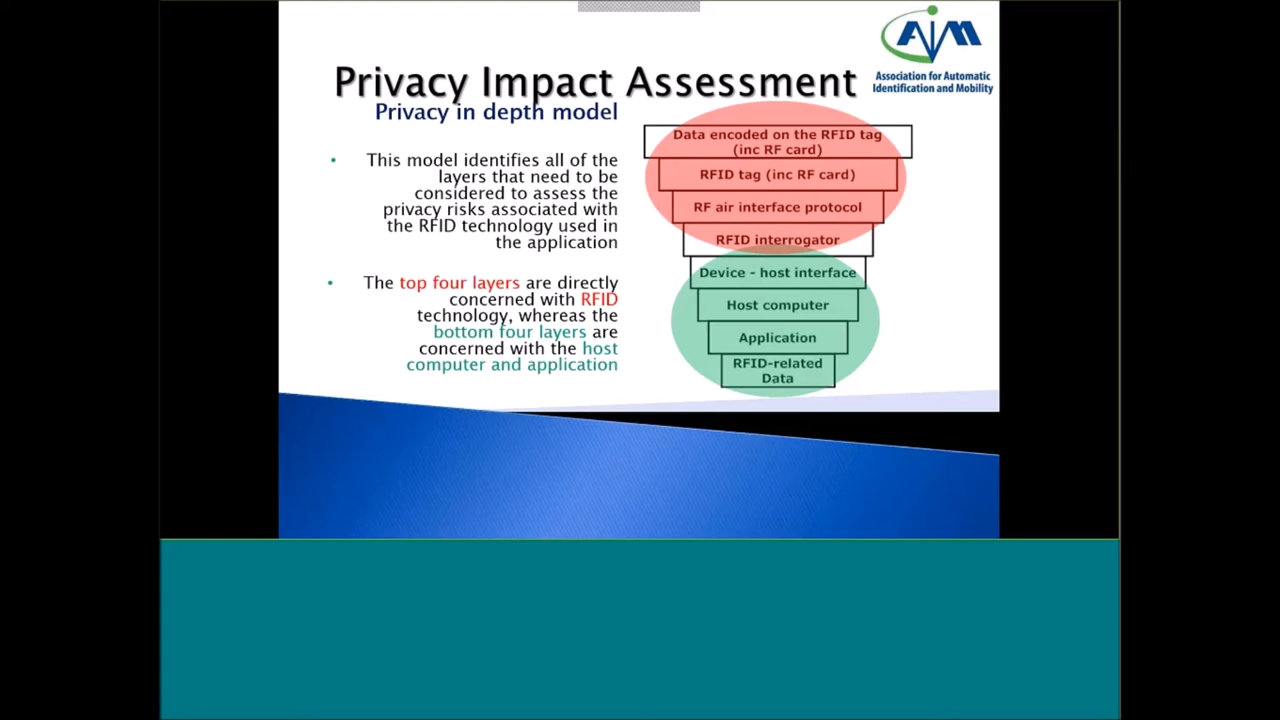 AIM
Association for Automatic
Identification and Mobility
Privacy Impact Assessment
Privacy in depth model
• This model identifies all of the
layers that need to be
considered to assess the
privacy risks associated with
the RFID technology used in
the application
• The top four layers are directly
concerned with RFID
technology, whereas the
bottom four layers are
concerned with the host
computer and application
Data encoded on the RFID tag
(inc RF card)
RFID tag (inc RF card)
RF air interface protocol
RFID interrogator
Device - host interface
Host computer
Application
RFID-related
Data